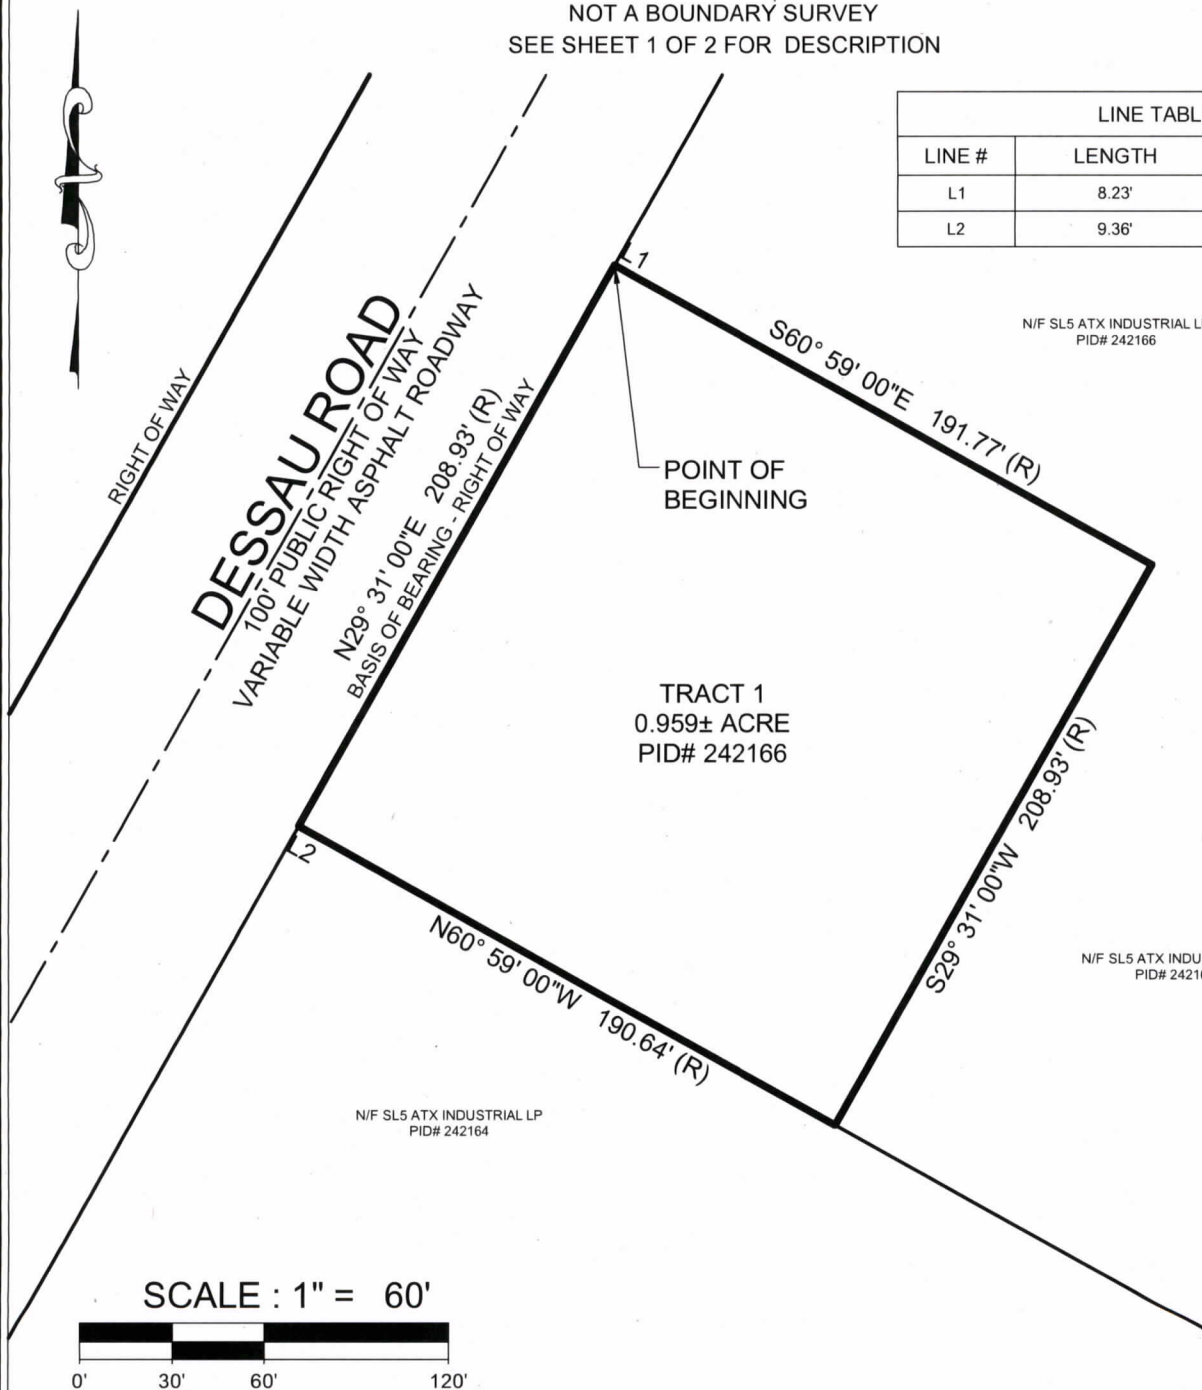 NOT A BOUNDARY SURVEY
SEE SHEET 1 OF 2 FOR DESCRIPTION
LINE TABL
LINE # LENGTH
L1 8.23'
L2 9.36'
L1
N/F SL5 ATX INDUSTRIAL L
PID# 242166
S60° 59' 00"E 191.77' (R)
RIGHT OF WAY
DESSAU ROAD
100' PUBLIC RIGHT OF WAY
VARIABLE WIDTH ASPHALT ROADWAY
N29° 31' 00"E 208.93' (R)
BASIS OF BEARING - RIGHT OF WAY
POINT OF
BEGINNING
TRACT 1
0.959± ACRE
PID# 242166
S29° 31' 00"W 208.93' (R)
L2
N60° 59' 00"W 190.64' (R)
N/F SL5 ATX INDU
PID# 2421
N/F SL5 ATX INDUSTRIAL LP
PID# 242164
SCALE : 1" = 60'
0' 30' 60' 120'